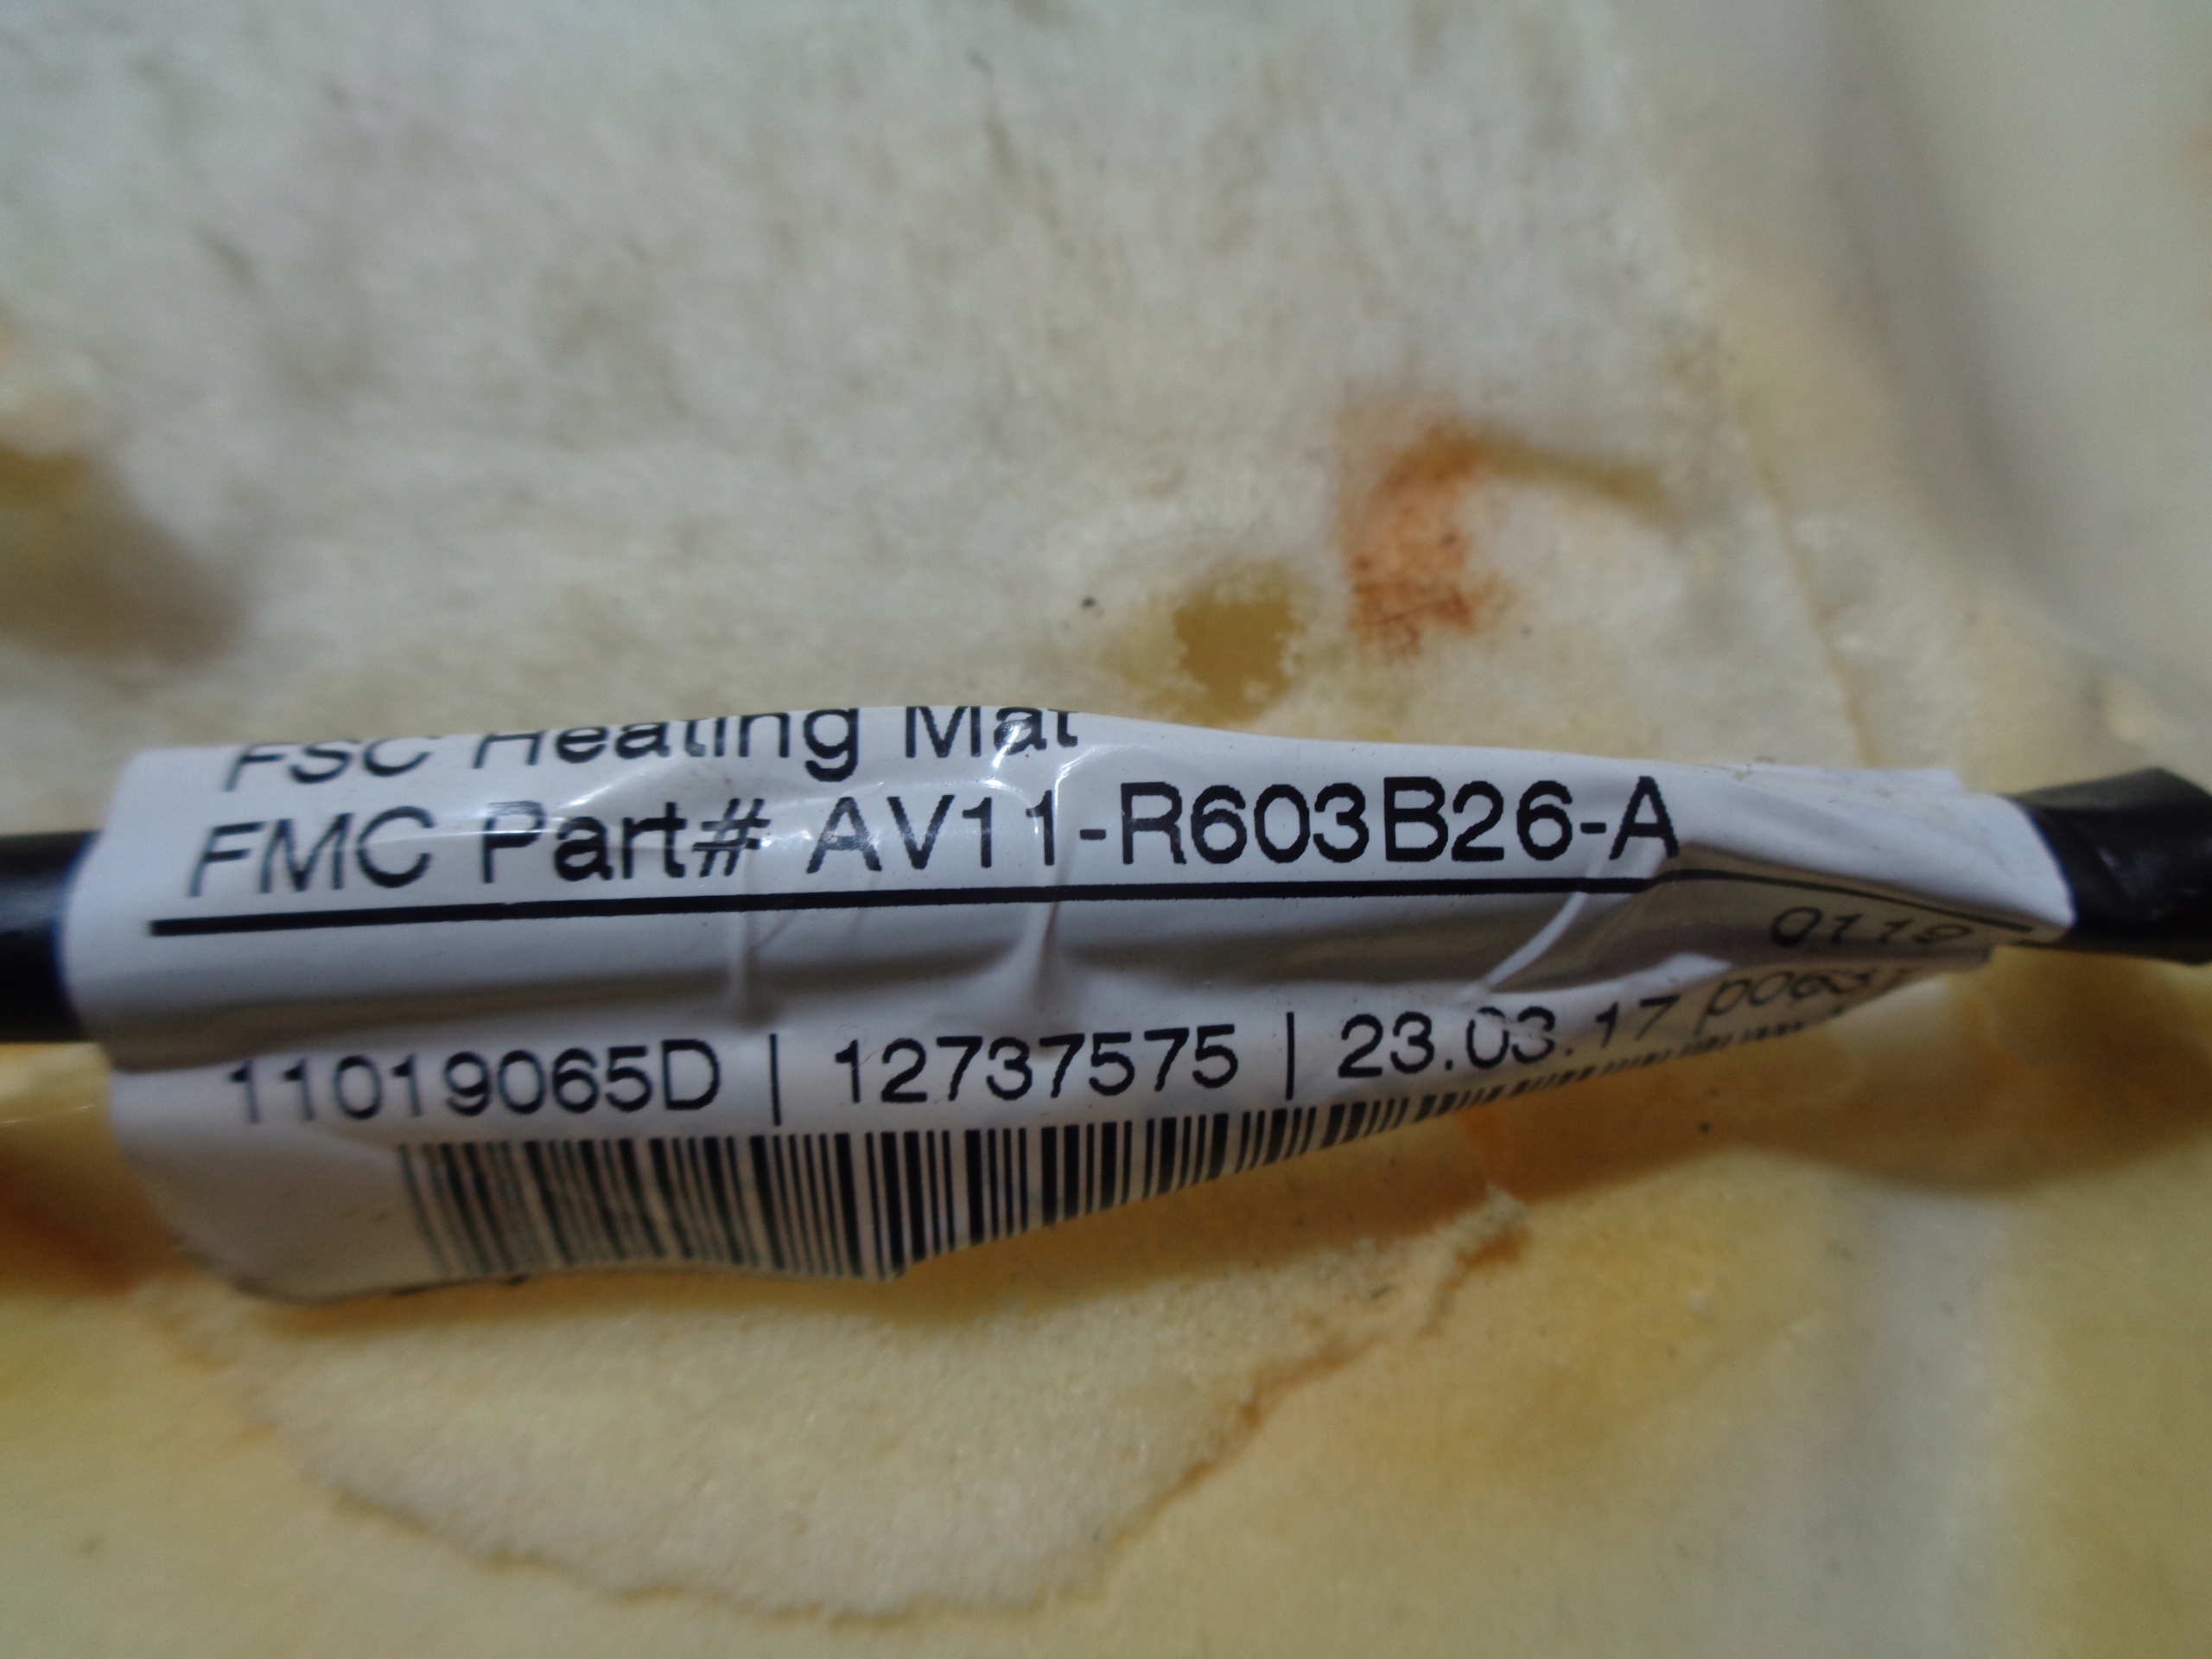 FSC Heating Mat
FMC Part# AV11-R603B26-A
0119
11019065D | 12737575 | 23.03.17